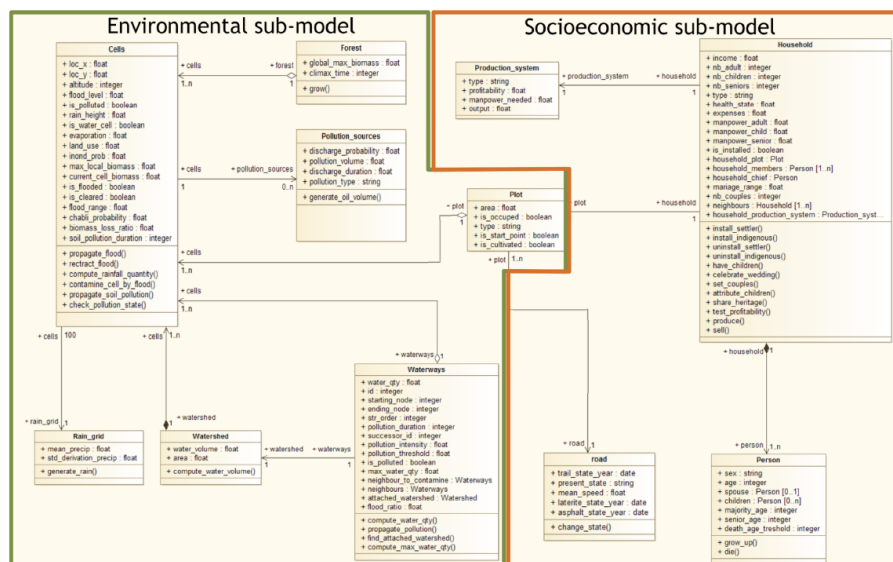 Environmental sub-model
Socioeconomic sub-model
Cells
+ loc_x : float
+ loc_y : float
+ altitude : integer
+ flood_level : float
+ is_polluted : boolean
+ rain_height : float
+ is_water_cell : boolean
+ evaporation : float
+ land_use : float
+ inond_prob : float
+ max_local_biomass : float
+ current_cell_biomass : float
+ is_flooded : boolean
+ is_cleared : boolean
+ flood_range : float
+ chabli_probability : float
+ biomass_loss_ratio : float
+ soil_pollution_duration : integer
+ propagate_flood()
+ rectract_flood()
+ compute_rainfall_quantity()
+ contamine_cell_by_flood()
+ propagate_soil_pollution()
+ check_pollution_state()
+ cells
1..n
+ forest
1
Forest
+ global_max_biomass : float
+ climax_time : integer
+ grow()
+ cells
1
+ pollution_sources
0..n
Pollution_sources
+ discharge_probability : float
+ pollution_volume : float
+ discharge_duration : float
+ pollution_type : string
+ generate_oil_volume()
+ cells
1..n
+ plot
1
Plot
+ area : float
+ is_occuped : boolean
+ type : string
+ is_start_point : boolean
+ is_cultivated : boolean
+ plot
1..n
+ plot
1
+ household
1
Production_system
+ type : string
+ profitability : float
+ manpower_needed : float
+ output : float
+ production_system
1
+ household
1
Household
+ income : float
+ nb_adult : integer
+ nb_children : integer
+ nb_seniors : integer
+ type : string
+ health_state : float
+ expenses : float
+ manpower_adult : float
+ manpower_child : float
+ manpower_senior : float
+ is_installed : boolean
+ household_plot : Plot
+ household_members : Person [1..n]
+ household_chief : Person
+ mariage_range : float
+ nb_couples : integer
+ neighbours : Household [1..n]
+ household_production_system : Production_syst...
+ install_settler()
+ install_indigenous()
+ uninstall_settler()
+ uninstall_indigenous()
+ have_children()
+ celebrate_wedding()
+ set_couples()
+ attribute_children()
+ share_heritage()
+ test_profitability()
+ produce()
+ sell()
+ cells
1..n
+ waterways
1
+ cells
100
+ rain_grid
1
+ cells
1..n
+ watershed
1
Rain_grid
+ mean_precip : float
+ std_derivation_precip : float
+ generate_rain()
Watershed
+ water_volume : float
+ area : float
+ compute_water_volume()
+ watershed
1
+ waterways
1
Waterways
+ water_qty : float
+ id : integer
+ starting_node : integer
+ ending_node : integer
+ str_order : integer
+ pollution_duration : integer
+ successor_id : integer
+ pollution_intensity : float
+ pollution_threshold : float
+ is_polluted : boolean
+ max_water_qty : float
+ neighbour_to_contamine : Waterways
+ neighbours : Waterways
+ attached_watershed : Watershed
+ flood_ratio : float
+ compute_water_qty()
+ propagate_pollution()
+ find_attached_watershed()
+ compute_max_water_qty()
+ road
1
road
+ trail_state_year : date
+ present_state : string
+ mean_speed : float
+ laterite_state_year : date
+ asphalt_state_year : date
+ change_state()
+ household
1
+ person
1..n
Person
+ sex : string
+ age : integer
+ spouse : Person [0..1]
+ children : Person [0..n]
+ majority_age : integer
+ senior_age : integer
+ death_age_treshold : integer
+ grow_up()
+ die()